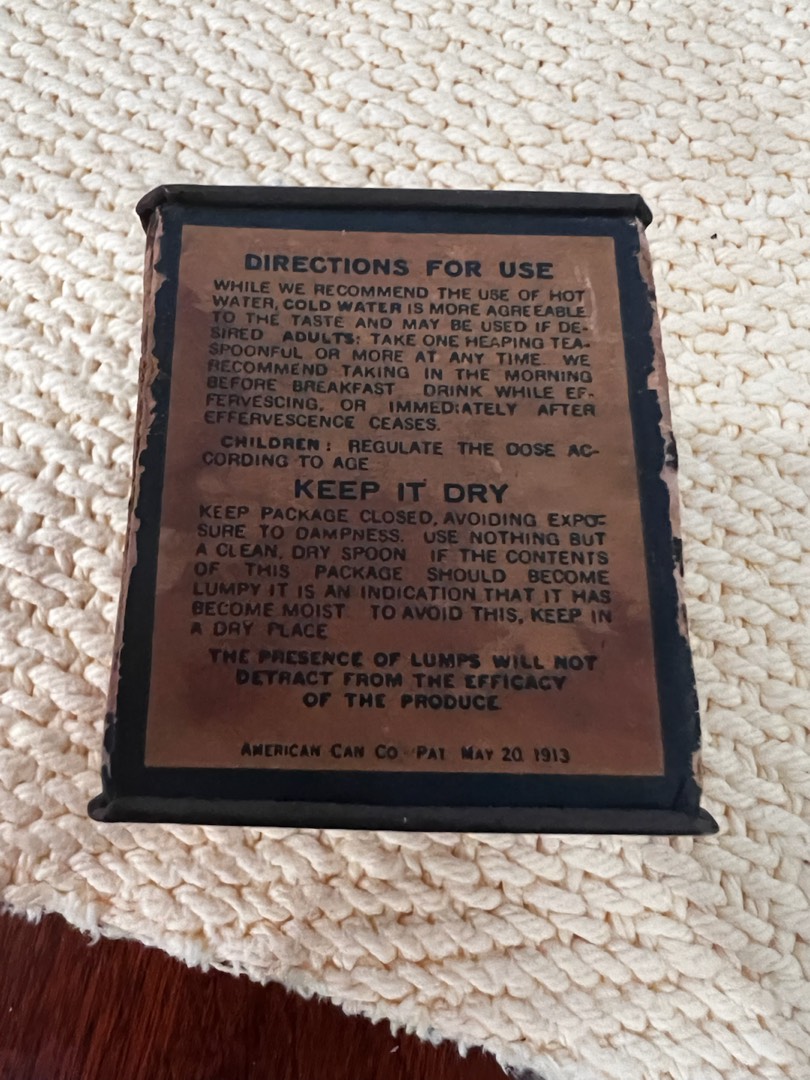 DIRECTIONS FOR USE
WHILE WE RECOMMEND THE USE OF HOT
WATER, COLD WATER IS MORE AGREEABLE
TO THE TASTE AND MAY BE USED IF DE-
SIRED ADULTS: TAKE ONE HEAPING TEA-
SPOONFUL OR MORE AT ANY TIME WE
RECOMMEND TAKING IN THE MORNING
BEFORE BREAKFAST DRINK WHILE EF-
FERVESCING, OR IMMEDIATELY AFTER
EFFERVESCENCE CEASES.
CHILDREN: REGULATE THE DOSE AC-
CORDING TO AGE
KEEP IT DRY
KEEP PACKAGE CLOSED, AVOIDING EXPO-
SURE TO DAMPNESS. USE NOTHING BUT
A CLEAN, DRY SPOON IF THE CONTENTS
OF THIS PACKAGE SHOULD BECOME
LUMPY IT IS AN INDICATION THAT IT HAS
BECOME MOIST TO AVOID THIS, KEEP IN
A DRY PLACE
THE PRESENCE OF LUMPS WILL NOT
DETRACT FROM THE EFFICACY
OF THE PRODUCE
AMERICAN CAN CO PAT MAY 20 1913